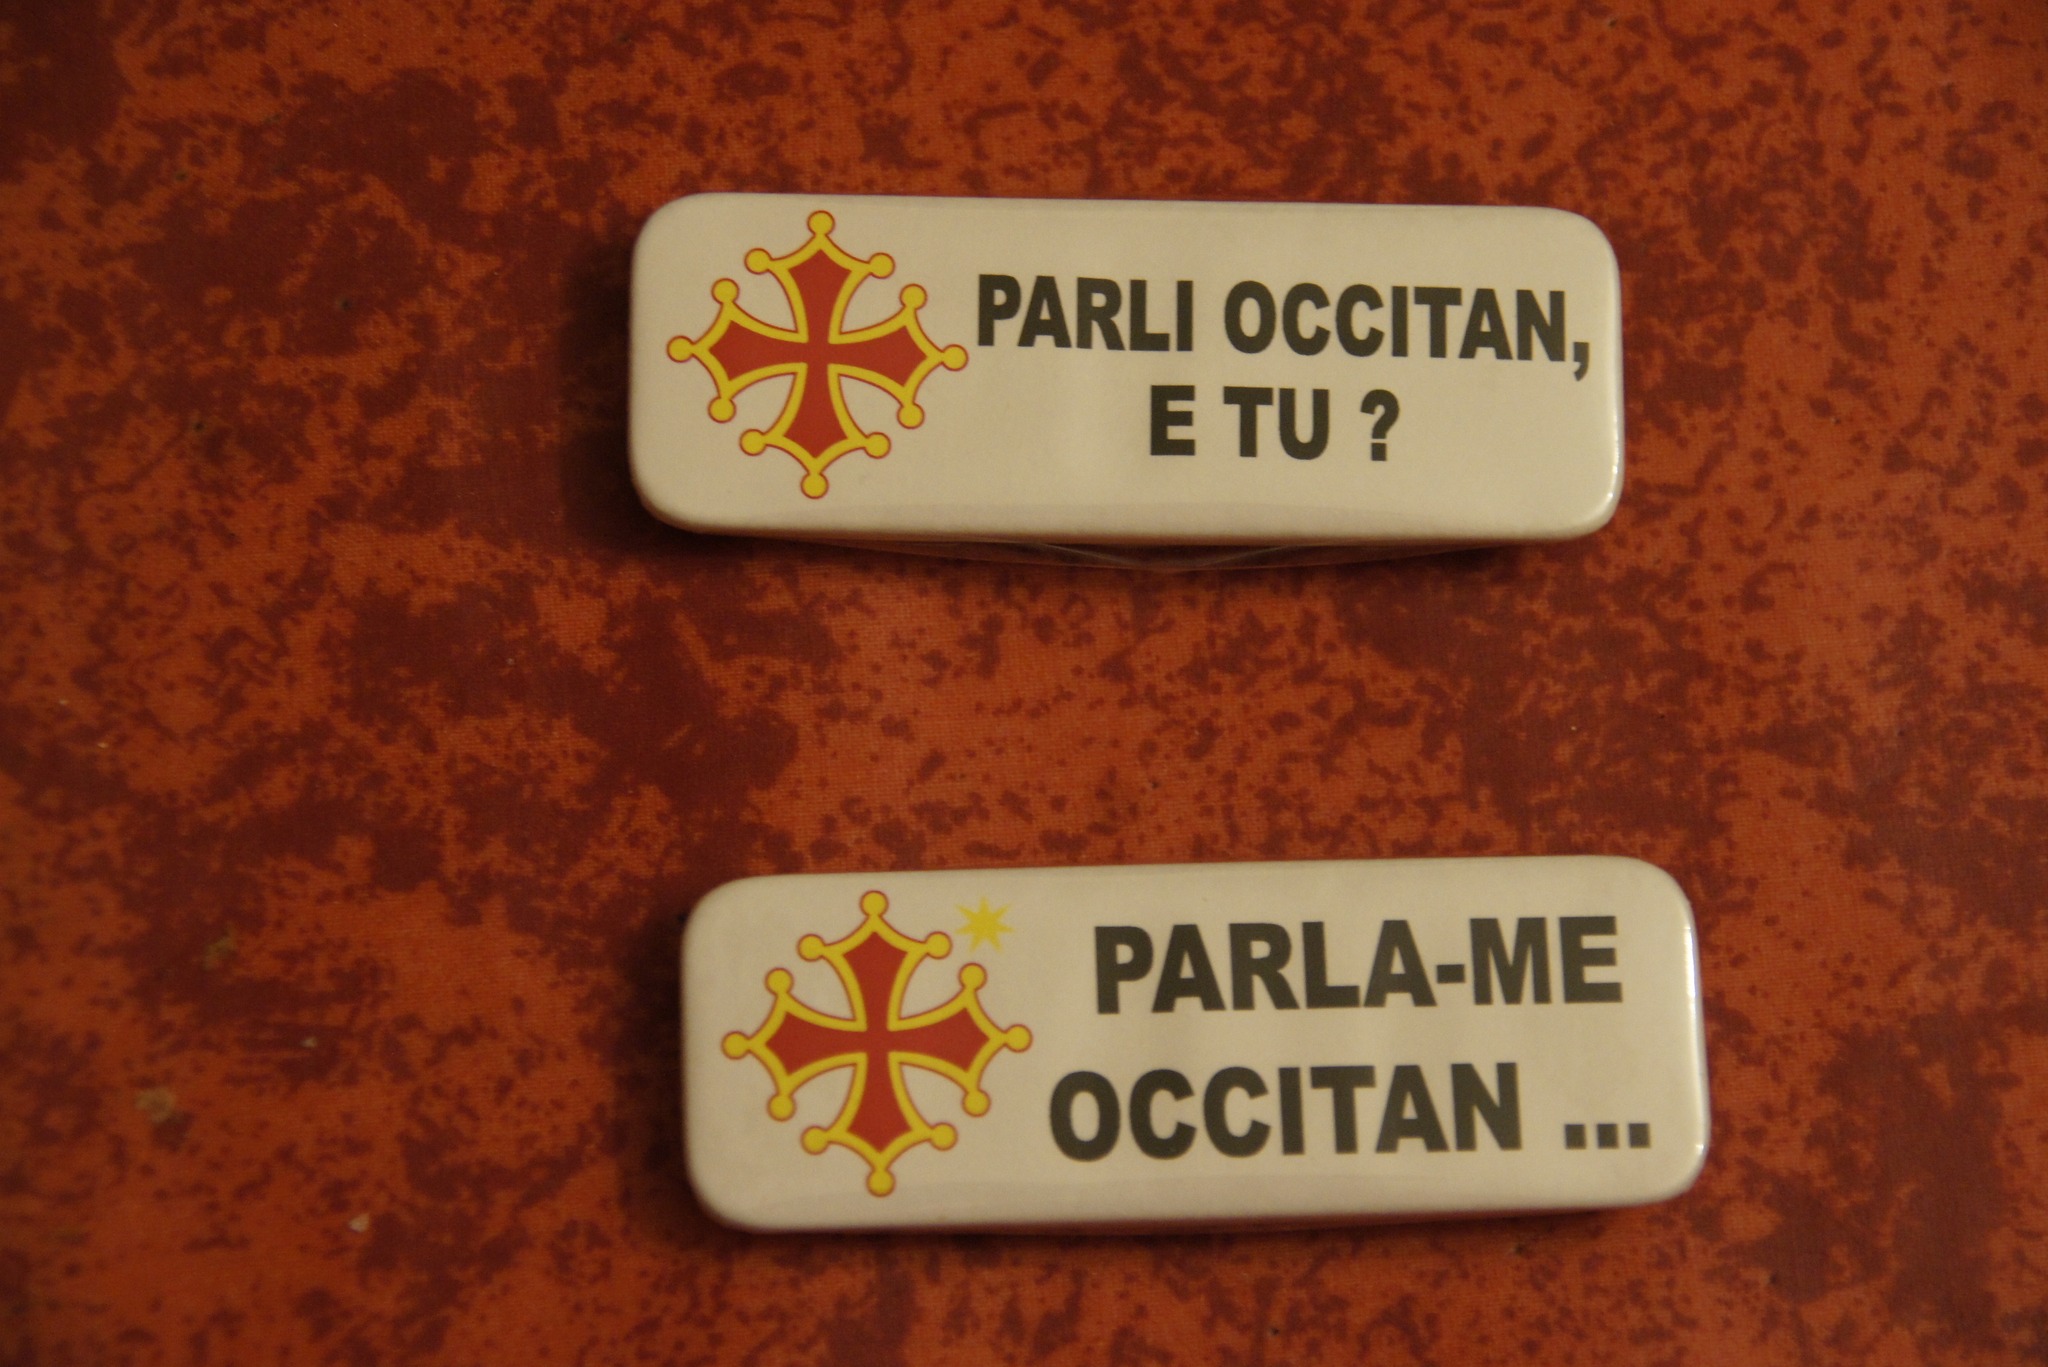 PARLI OCCITAN,
E TU ?
PARLA-ME
OCCITAN ...